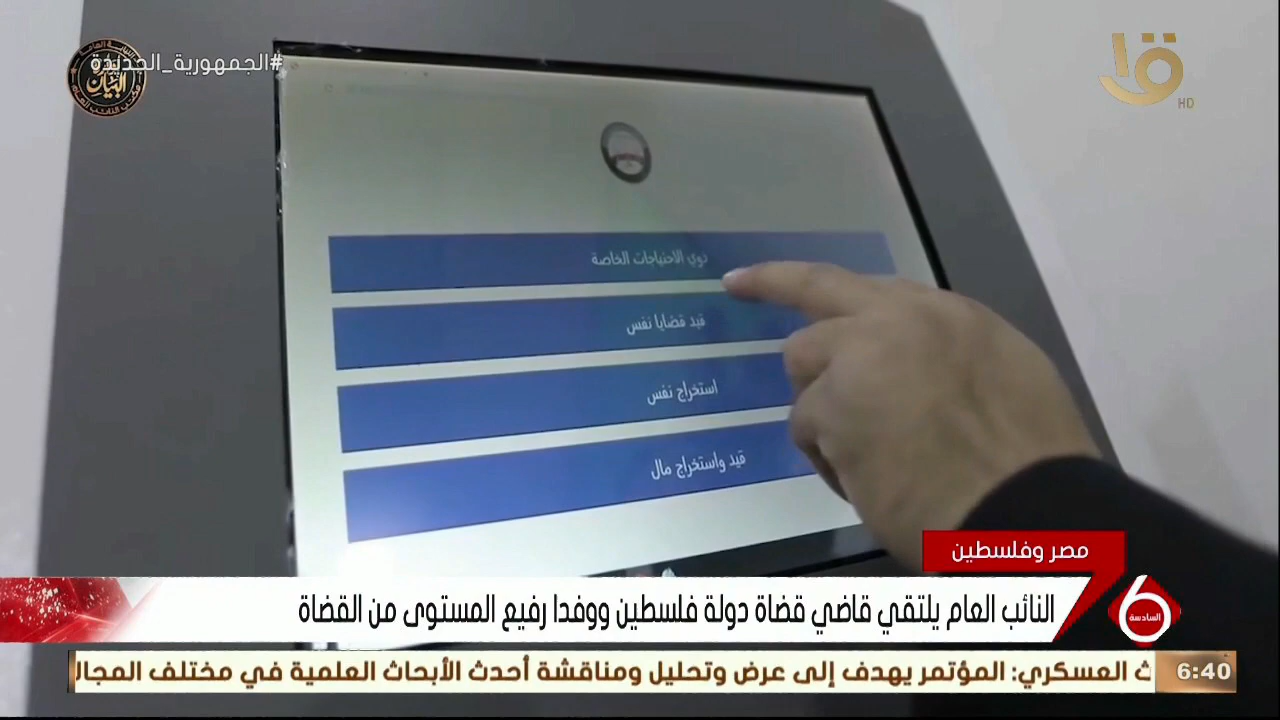 #الجمهورية_الجديدة
البيان
HD
ذوي الاحتياجات الخاصة
قيد قضايا نفس
استخراج نفس
قيد واستخراج مال
مصر وفلسطين
النائب العام يلتقي قاضي قضاة دولة فلسطين ووفدا رفيع المستوى من القضاة
السادسة
6:40
ث العسكري: المؤتمر يهدف إلى عرض وتحليل ومناقشة أحدث الأبحاث العلمية في مختلف المجال